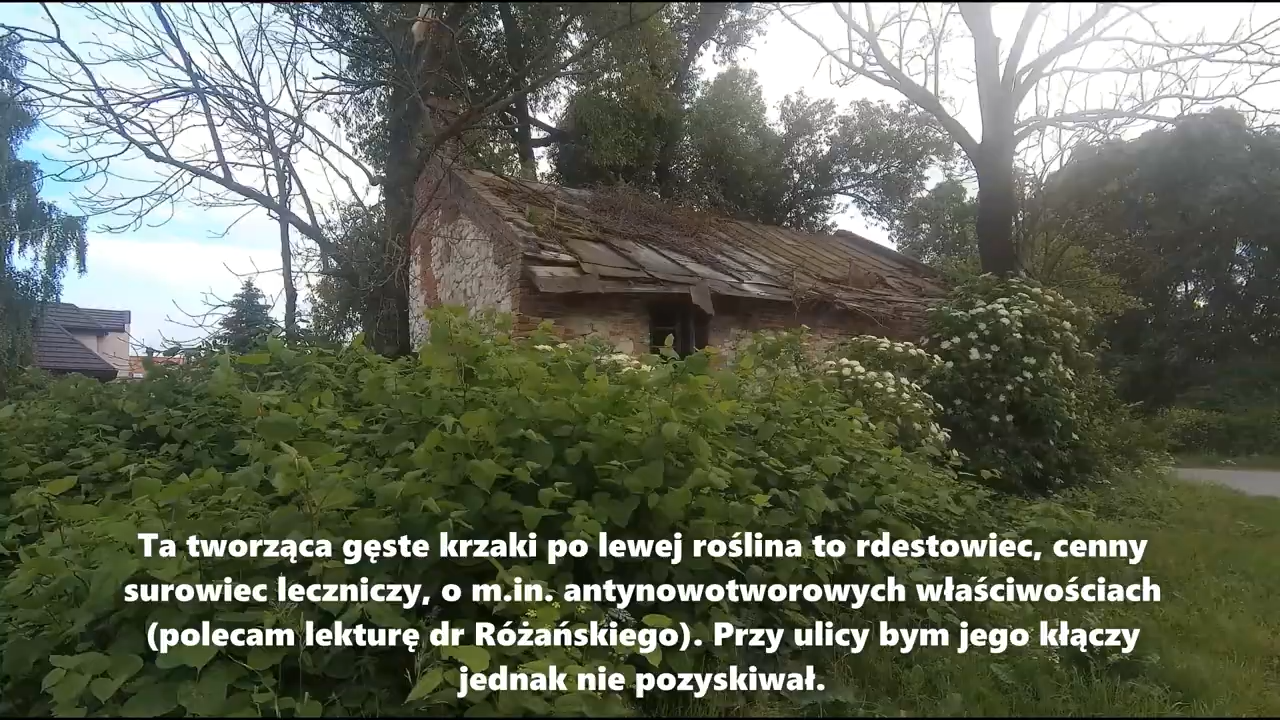 Ta tworząca gęste krzaki po lewej roślina to rdestowiec, cenny
surowiec leczniczy, o m.in. antynowotworowych właściwościach
(polecam lekturę dr Różańskiego). Przy ulicy bym jego kłączy
jednak nie pozyskiwał.